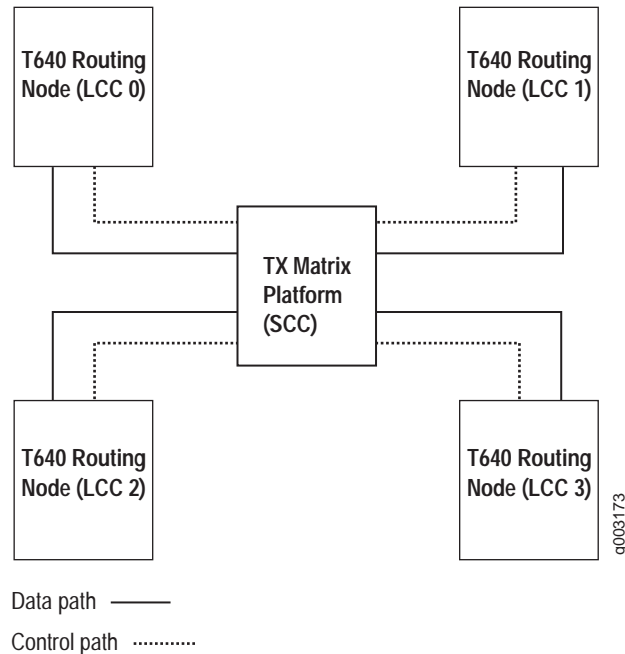 T640 Routing
Node (LCC 0)
T640 Routing
Node (LCC 1)
TX Matrix
Platform
(SCC)
T640 Routing
Node (LCC 2)
T640 Routing
Node (LCC 3)
g003173
Data path
Control path